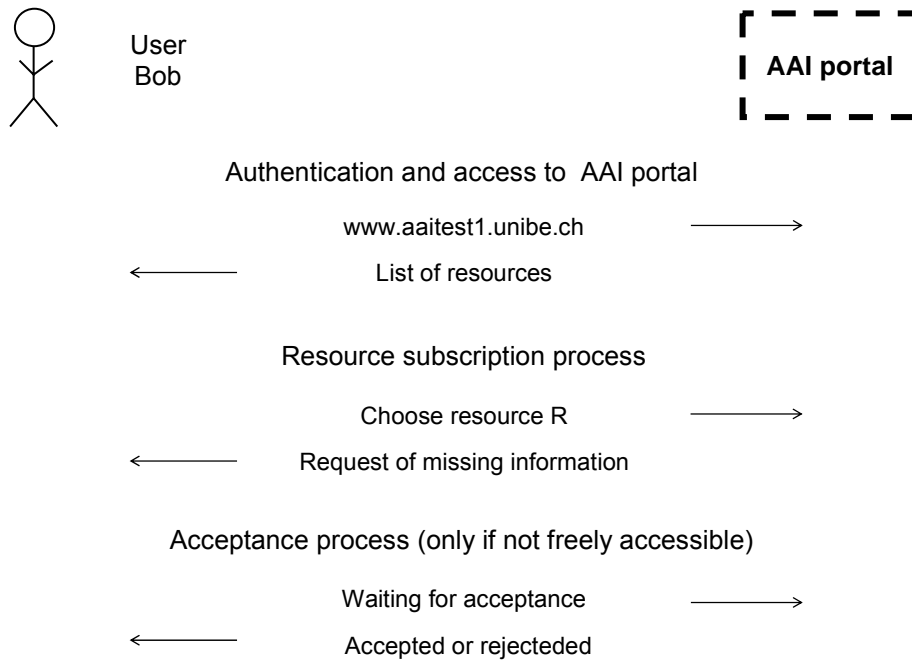 User
Bob
AAI portal
Authentication and access to  AAI portal
www.aaitest1.unibe.ch
List of resources
Resource subscription process
Choose resource R
Request of missing information
Acceptance process (only if not freely accessible)
Waiting for acceptance
Accepted or rejecteded